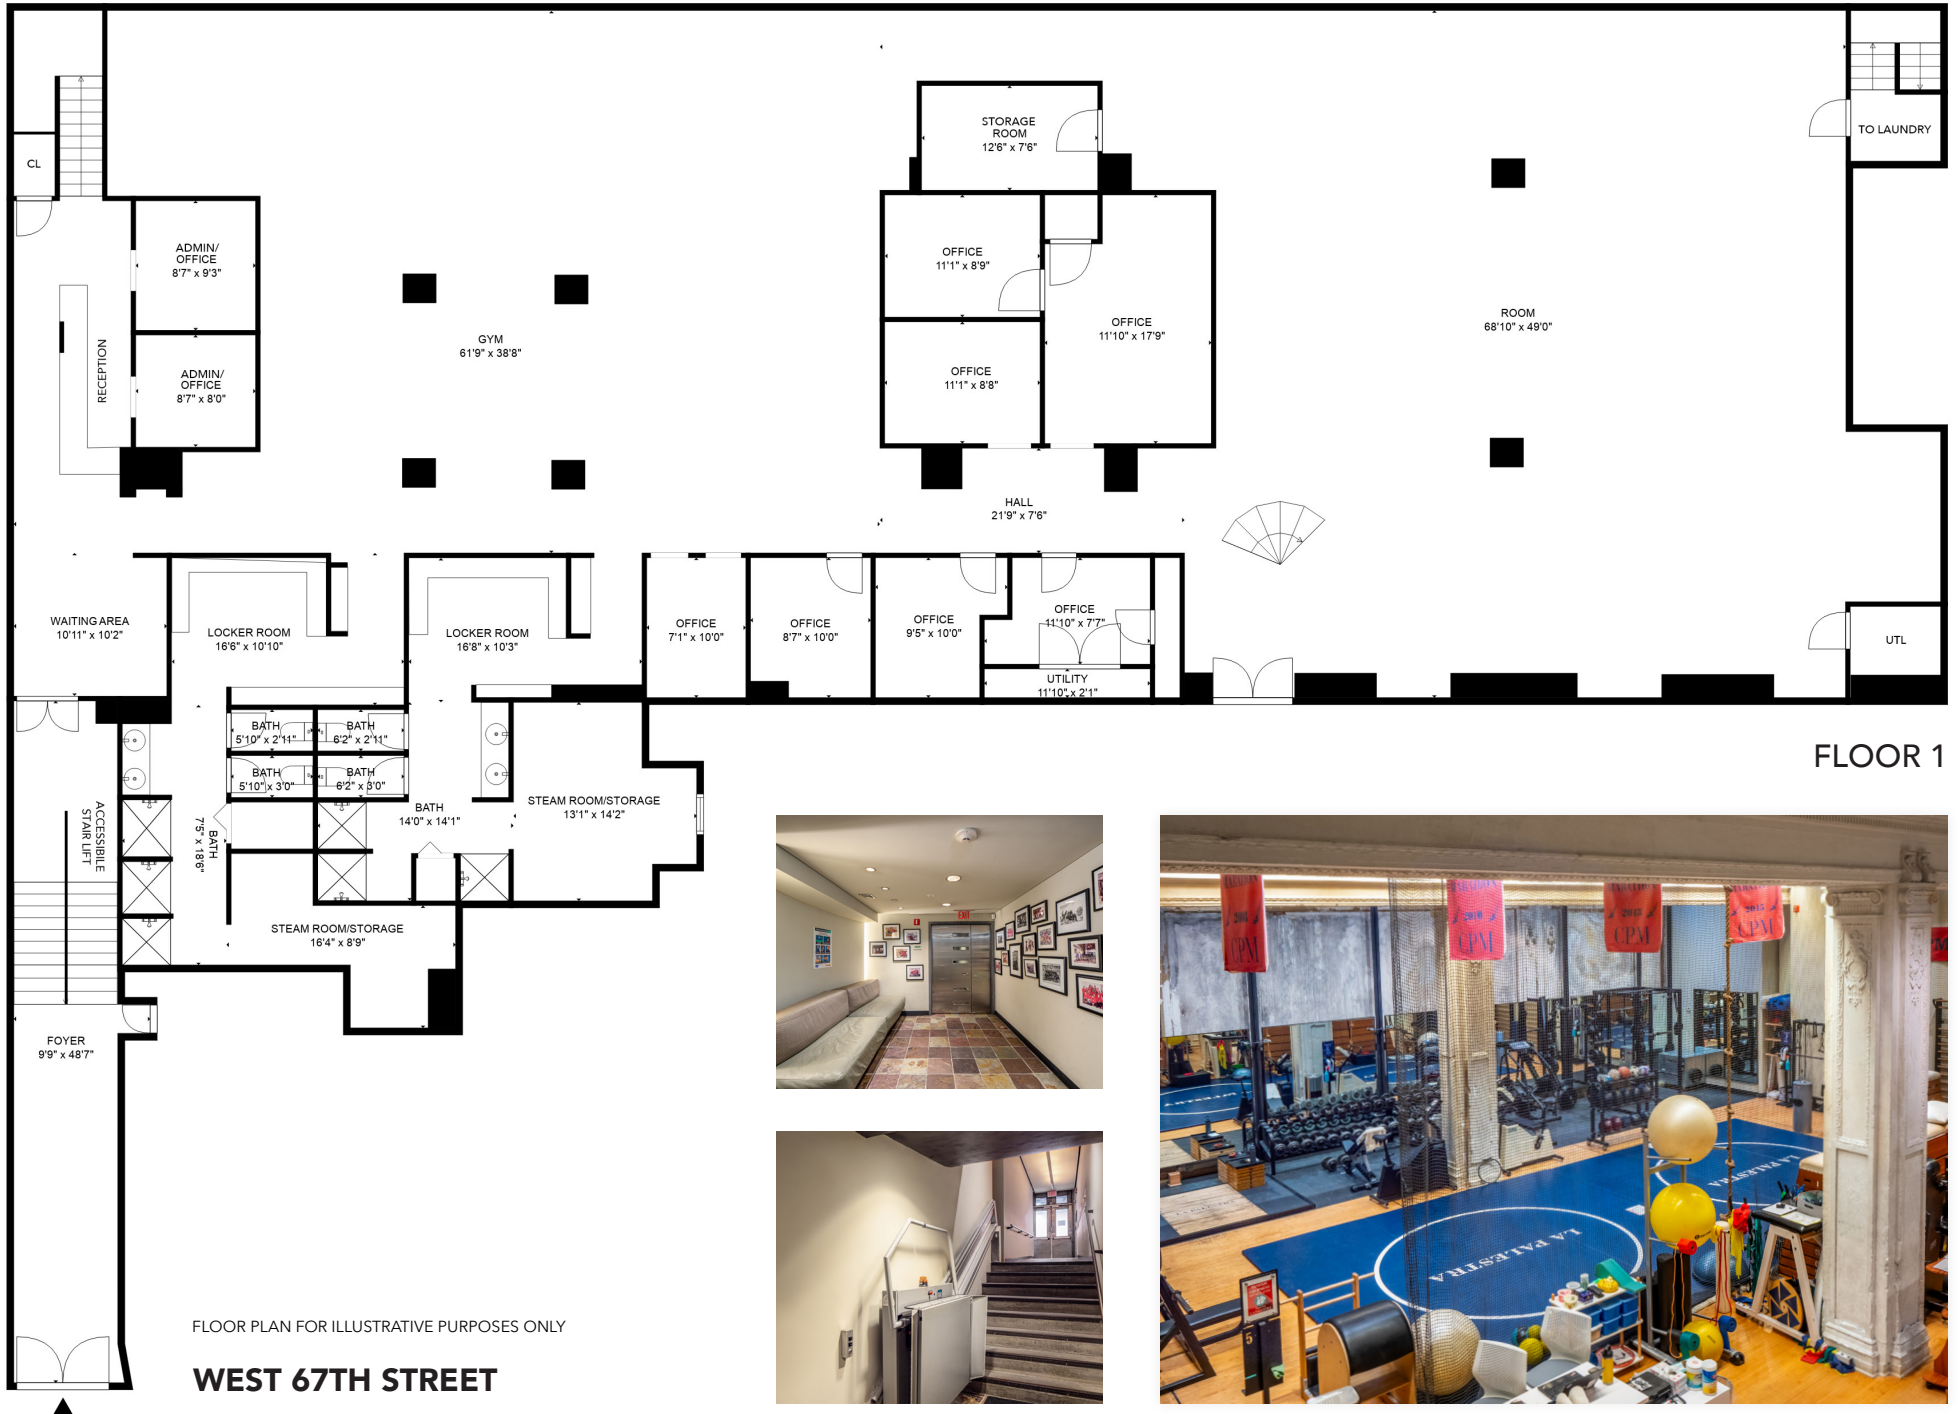 STORAGE
ROOM
12'6" x 7'6"
TO LAUNDRY
CL
ADMIN/
OFFICE
8'7" x 9'3"
OFFICE
11'1" x 8'9"
OFFICE
11'10" x 17'9"
ROOM
68'10" x 49'0"
GYM
61'9" x 38'8"
RECEPTION
ADMIN/
OFFICE
8'7" x 8'0"
OFFICE
11'1" x 8'8"
HALL
21'9" x 7'6"
WAITING AREA
10'11" x 10'2"
LOCKER ROOM
16'6" x 10'10"
LOCKER ROOM
16'8" x 10'3"
OFFICE
7'1" x 10'0"
OFFICE
8'7" x 10'0"
OFFICE
9'5" x 10'0"
OFFICE
11'10" x 7'7"
UTL
UTILITY
11'10" x 2'1"
BATH
5'10" x 2'11"
BATH
6'2" x 2'11"
BATH
5'10" x 3'0"
BATH
6'2" x 3'0"
FLOOR 1
ACCESSIBILE
STAIR LIFT
BATH
7'5" x 18'6"
BATH
14'0" x 14'1"
STEAM ROOM/STORAGE
13'1" x 14'2"
STEAM ROOM/STORAGE
16'4" x 8'9"
FOYER
9'9" x 48'7"
EXIT
CPM
2010
CPM
2013
CPM
2015
CPM
LA PALESTRA
LA PALESTRA
5
FLOOR PLAN FOR ILLUSTRATIVE PURPOSES ONLY
WEST 67TH STREET